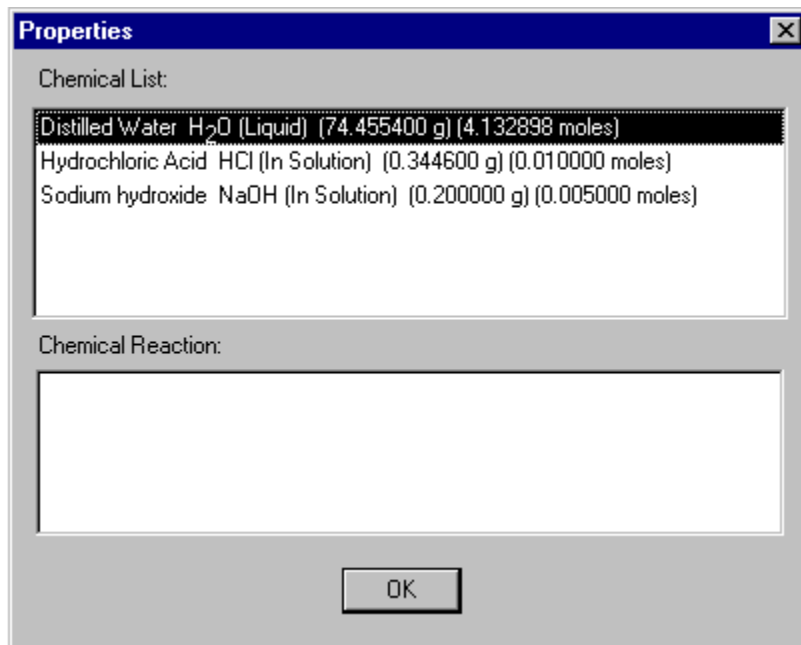 Properties
Chemical List:
Distilled Water H₂O (Liquid) (74.455400 g) (4.132898 moles)
Hydrochloric Acid HCl (In Solution) (0.344600 g) (0.010000 moles)
Sodium hydroxide NaOH (In Solution) (0.200000 g) (0.005000 moles)
Chemical Reaction:
OK